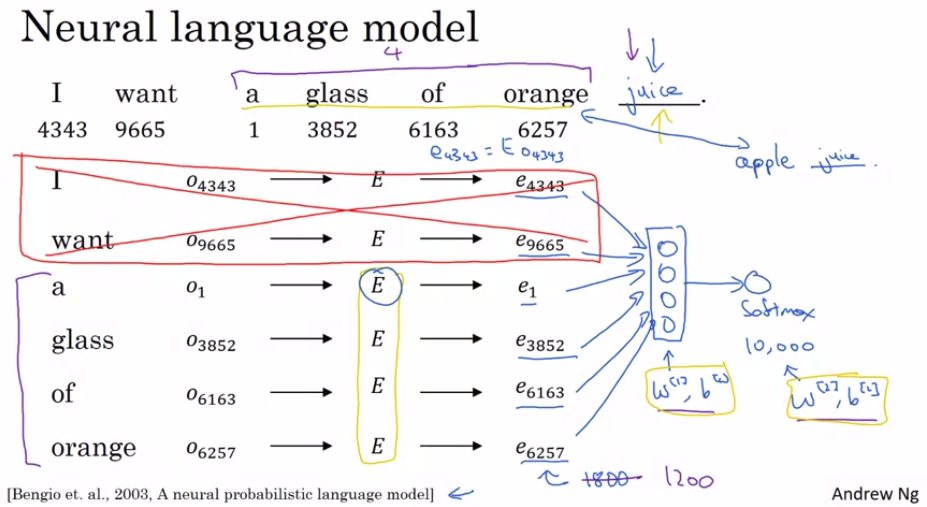 Neural language model
4
I want a glass of orange juice.
4343 9665 1 3852 6163 6257
e₄₃₄₃ = E o₄₃₄₃
apple juice.
I o₄₃₄₃ → E → e₄₃₄₃
want o₉₆₆₅ → E → e₉₆₆₅
a o₁ → E → e₁
glass o₃₈₅₂ → E → e₃₈₅₂
of o₆₁₆₃ → E → e₆₁₆₃
orange o₆₂₅₇ → E → e₆₂₅₇
Softmax
10,000
W[1], b[1]
W[2], b[2]
1800 1200
[Bengio et. al., 2003, A neural probabilistic language model]
Andrew Ng